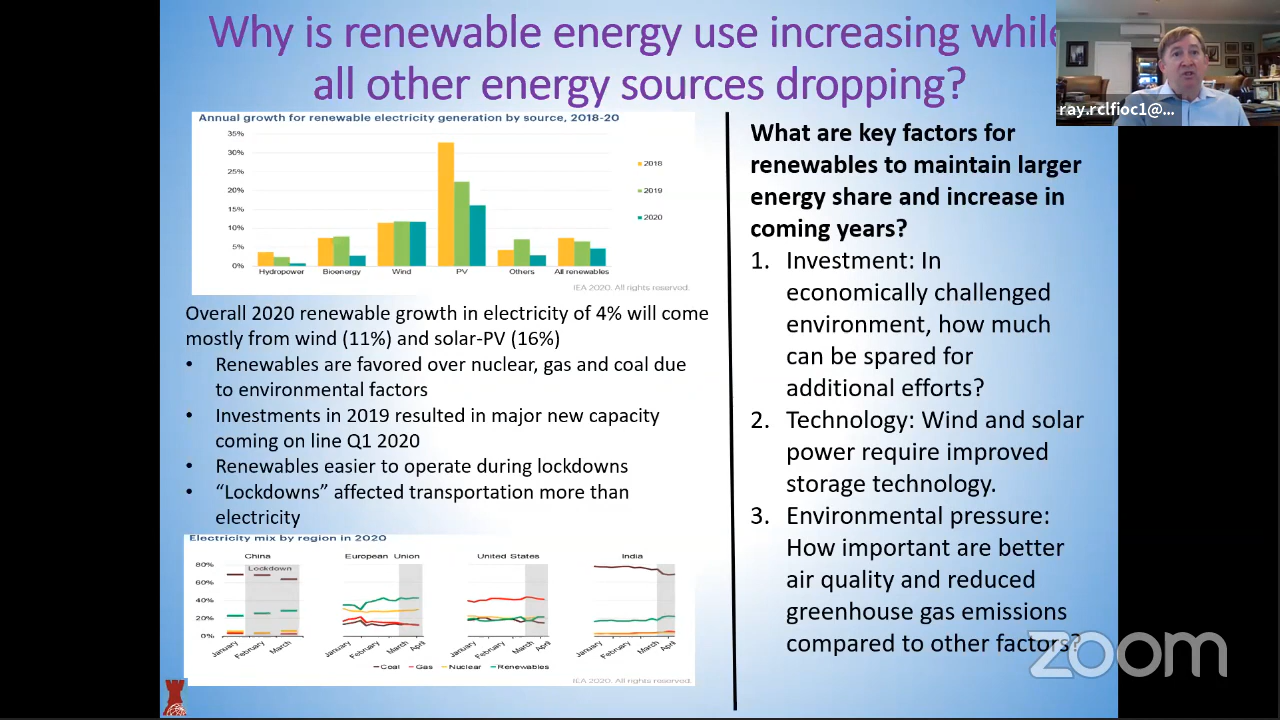 Why is renewable energy use increasing while
all other energy sources dropping?
ray.rclfioc1@...
Annual growth for renewable electricity generation by source, 2018-20
35%
30%
25%
20%
15%
10%
5%
0%
Hydropower Bioenergy Wind PV Others All renewables
2018
2019
2020
IEA 2020. All rights reserved.
Overall 2020 renewable growth in electricity of 4% will come
mostly from wind (11%) and solar-PV (16%)
• Renewables are favored over nuclear, gas and coal due
to environmental factors
• Investments in 2019 resulted in major new capacity
coming on line Q1 2020
• Renewables easier to operate during lockdowns
• “Lockdowns” affected transportation more than
electricity
Electricity mix by region in 2020
China European Union United States India
Lockdown
80%
60%
40%
20%
0%
January February March January February March April January February March April January February March April
Coal Gas Nuclear Renewables
IEA 2020. All rights reserved.
What are key factors for
renewables to maintain larger
energy share and increase in
coming years?
1. Investment: In
economically challenged
environment, how much
can be spared for
additional efforts?
2. Technology: Wind and solar
power require improved
storage technology.
3. Environmental pressure:
How important are better
air quality and reduced
greenhouse gas emissions
compared to other factors?
zoom